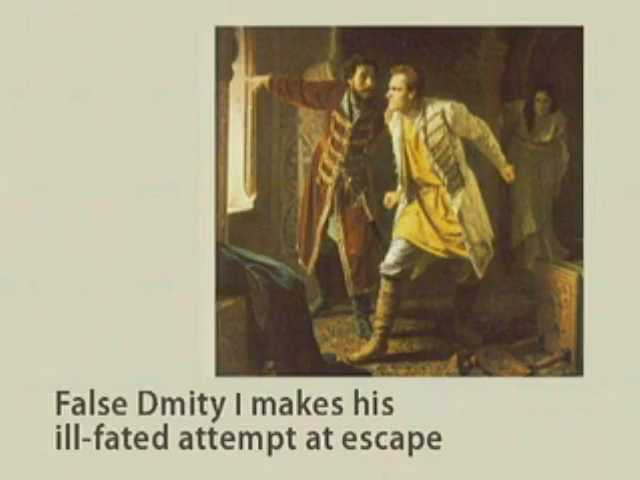 False Dmity I makes his
ill-fated attempt at escape